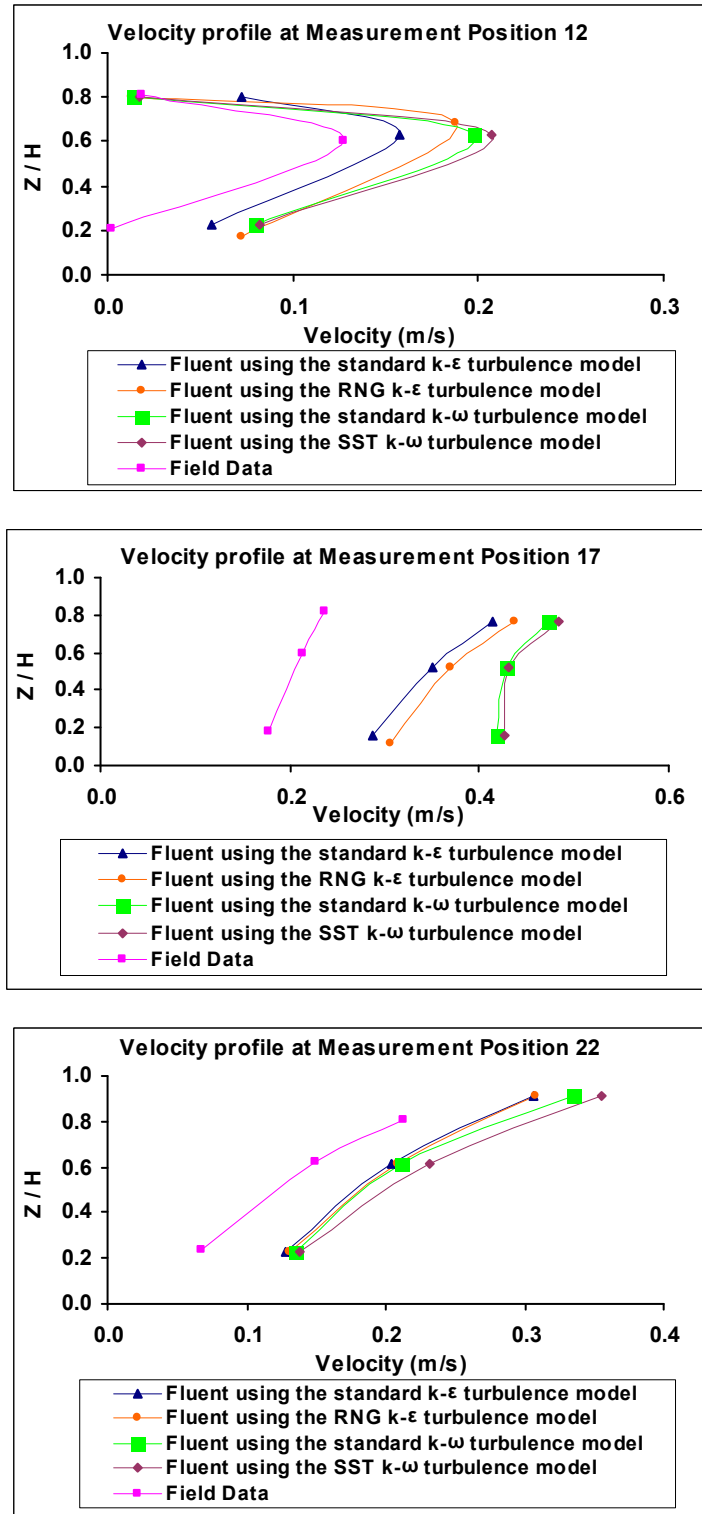 Velocity profile at Measurement Position 12
1.0
0.8
0.6
0.4
0.2
0.0
Z / H
0.0 0.1 0.2 0.3
Velocity (m/s)
Fluent using the standard k-ε turbulence model
Fluent using the RNG k-ε turbulence model
Fluent using the standard k-ω turbulence model
Fluent using the SST k-ω turbulence model
Field Data
Velocity profile at Measurement Position 17
1.0
0.8
0.6
0.4
0.2
0.0
Z / H
0.0 0.2 0.4 0.6
Velocity (m/s)
Fluent using the standard k-ε turbulence model
Fluent using the RNG k-ε turbulence model
Fluent using the standard k-ω turbulence model
Fluent using the SST k-ω turbulence model
Field Data
Velocity profile at Measurement Position 22
1.0
0.8
0.6
0.4
0.2
0.0
Z / H
0.0 0.1 0.2 0.3 0.4
Velocity (m/s)
Fluent using the standard k-ε turbulence model
Fluent using the RNG k-ε turbulence model
Fluent using the standard k-ω turbulence model
Fluent using the SST k-ω turbulence model
Field Data